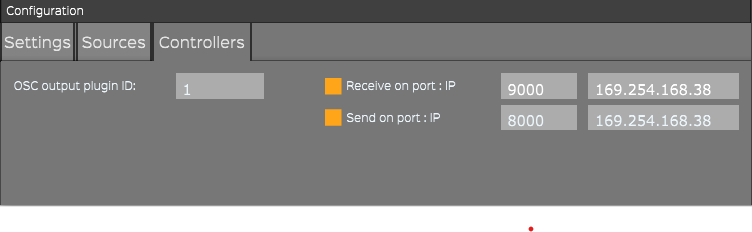 Configuration
Settings Sources Controllers
OSC output plugin ID: 1 Receive on port : IP 9000 169.254.168.38
Send on port : IP 8000 169.254.168.38